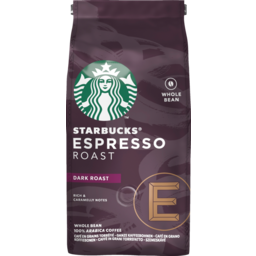 WHOLE
BEAN
STARBUCKS®
ESPRESSO
ROAST
DARK ROAST
RICH &
CARAMELLY NOTES
E
WHOLE BEAN
100% ARABICA COFFEE